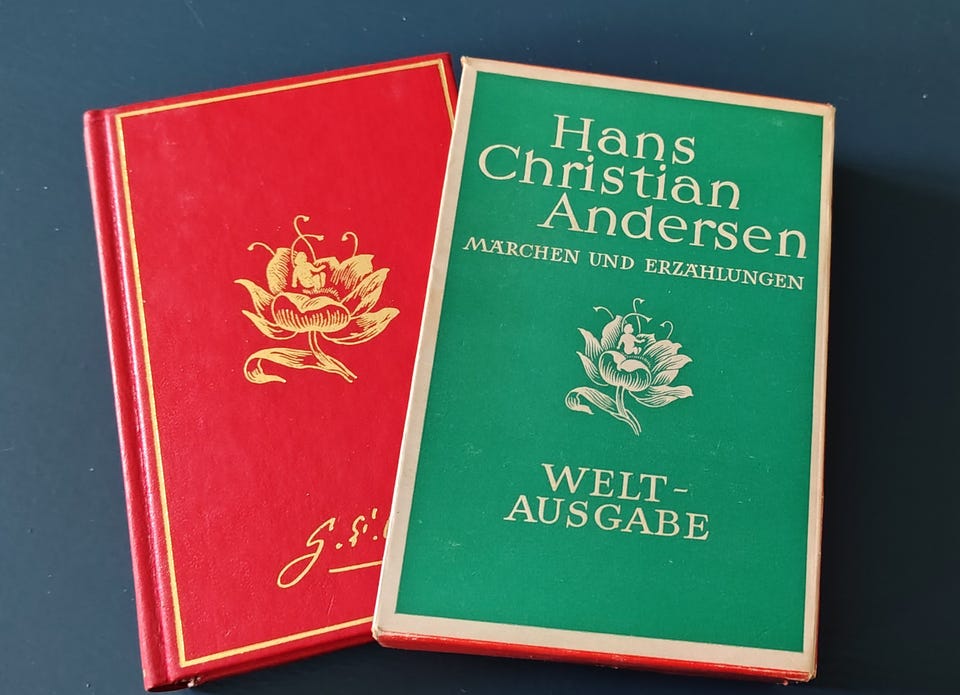 Hans
Christian
Andersen
MÄRCHEN UND ERZÄHLUNGEN
WELT-
AUSGABE